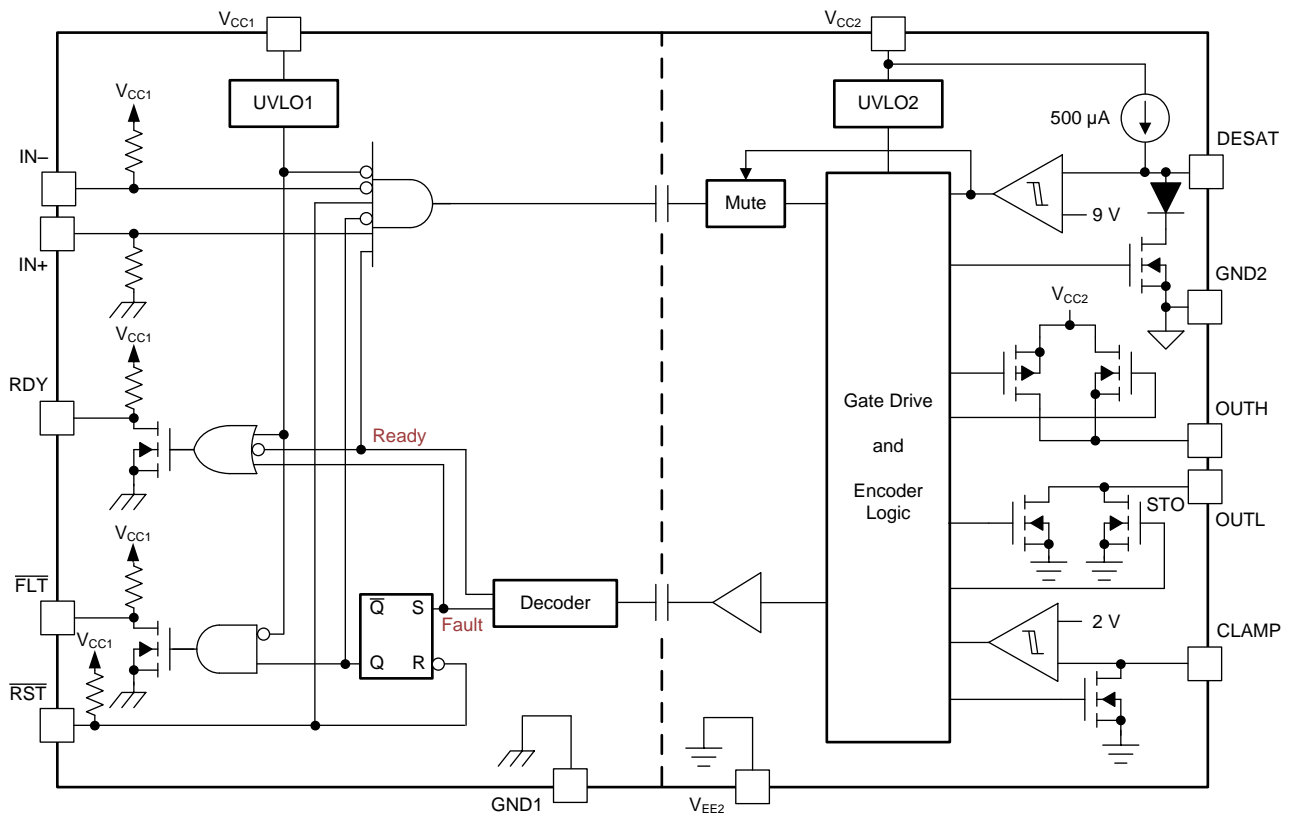 VCC1
VCC2
UVLO1
UVLO2
VCC1
500 µA
DESAT
IN–
Mute
9 V
IN+
GND2
VCC2
VCC1
RDY
Gate Drive
and
Encoder
Logic
OUTH
Ready
STO
OUTL
VCC1
FLT
Q S
Decoder
Fault
2 V
CLAMP
VCC1
Q R
RST
GND1
VEE2